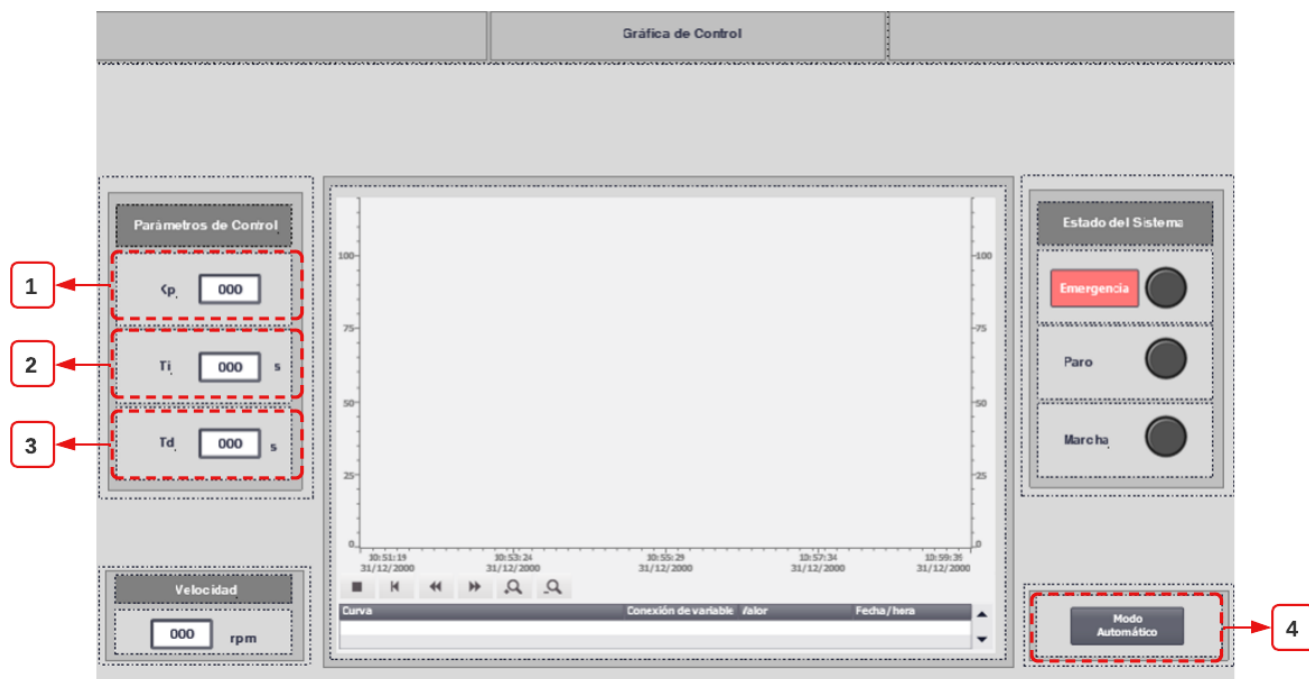 Gráfica de Control
Parámetros de Control
1
Kp
000
2
Ti
000
s
3
Td
000
s
Velocidad
000
rpm
100
75
50
25
0
100
75
50
25
0
10:51:19
31/12/2000
10:53:24
31/12/2000
10:55:29
31/12/2000
10:57:34
31/12/2000
10:59:35
31/12/2000
Curva
Conexión de variable
Valor
Fecha/hora
Estado del Sistema
Emergencia
Paro
Marcha
Modo
Automático
4